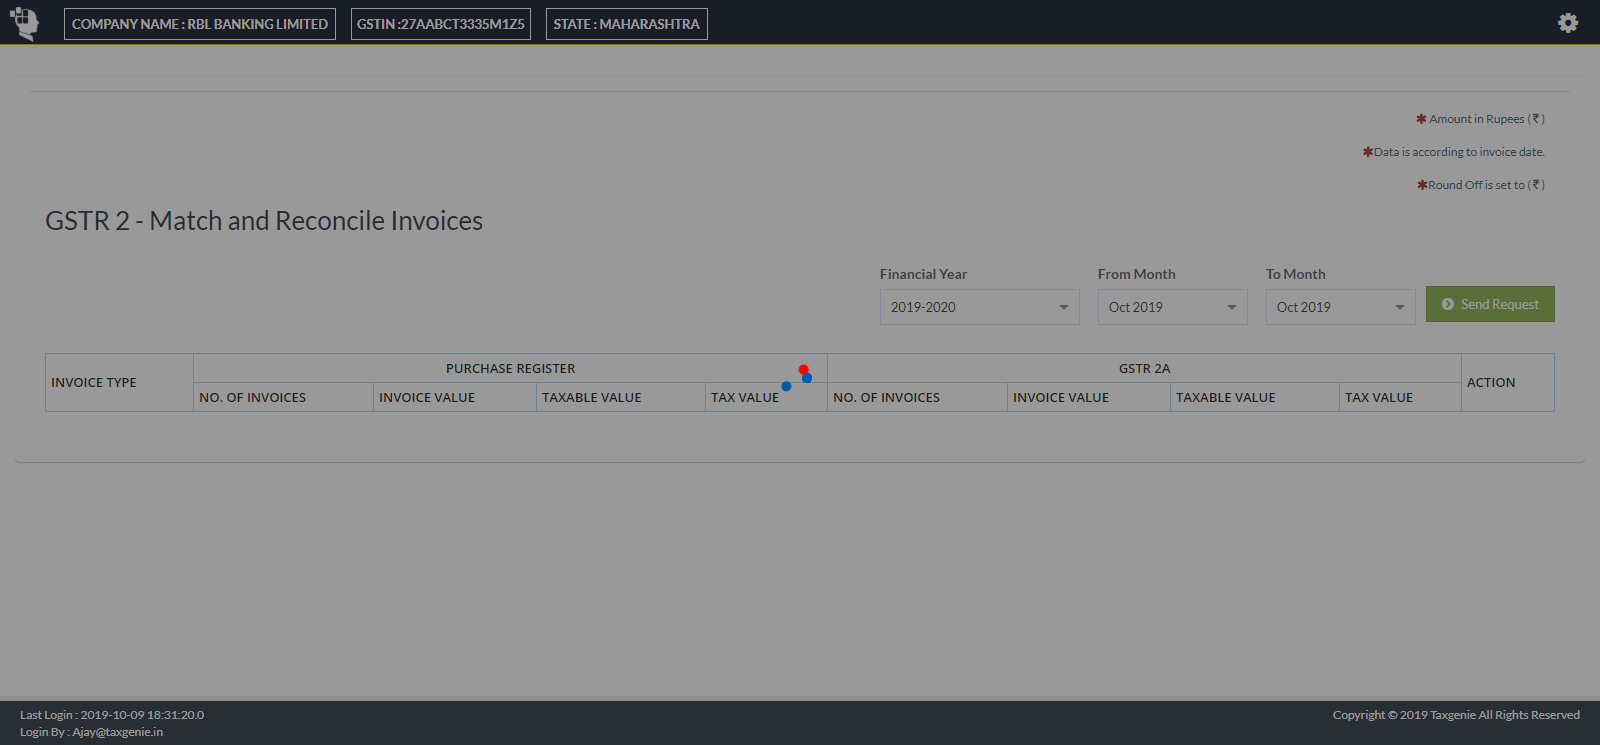 COMPANY NAME : RBL BANKING LIMITED GSTIN :27AABCT3335M1Z5 STATE : MAHARASHTRA
✱ Amount in Rupees (₹)
✱Data is according to invoice date.
✱Round Off is set to (₹)
GSTR 2 - Match and Reconcile Invoices
Financial Year From Month To Month
2019-2020 Oct 2019 Oct 2019 Send Request
INVOICE TYPE PURCHASE REGISTER GSTR 2A ACTION
NO. OF INVOICES INVOICE VALUE TAXABLE VALUE TAX VALUE NO. OF INVOICES INVOICE VALUE TAXABLE VALUE TAX VALUE
Last Login : 2019-10-09 18:31:20.0 Copyright © 2019 Taxgenie All Rights Reserved
Login By : Ajay@taxgenie.in